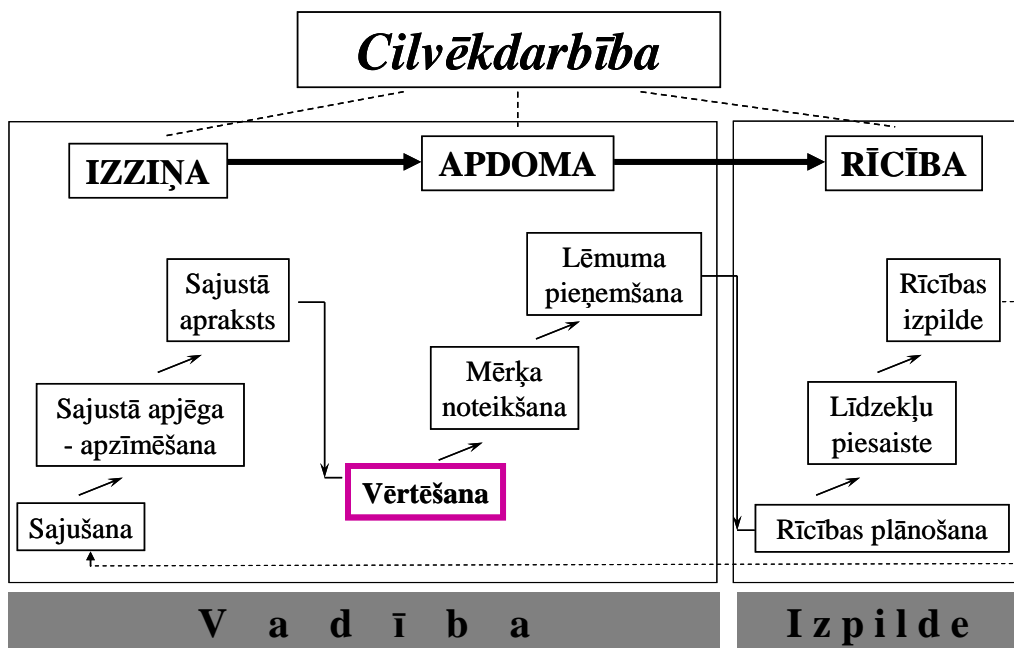 Cilvēkdarbība
IZZIŅA
APDOMA
RĪCĪBA
Sajustā
apraksts
Sajustā apjēga
- apzīmēšana
Sajušana
Lēmuma
pieņemšana
Mērķa
noteikšana
Vērtēšana
Rīcības
izpilde
Līdzekļu
piesaiste
Rīcības plānošana
V a d ī b a
I z p i l d e